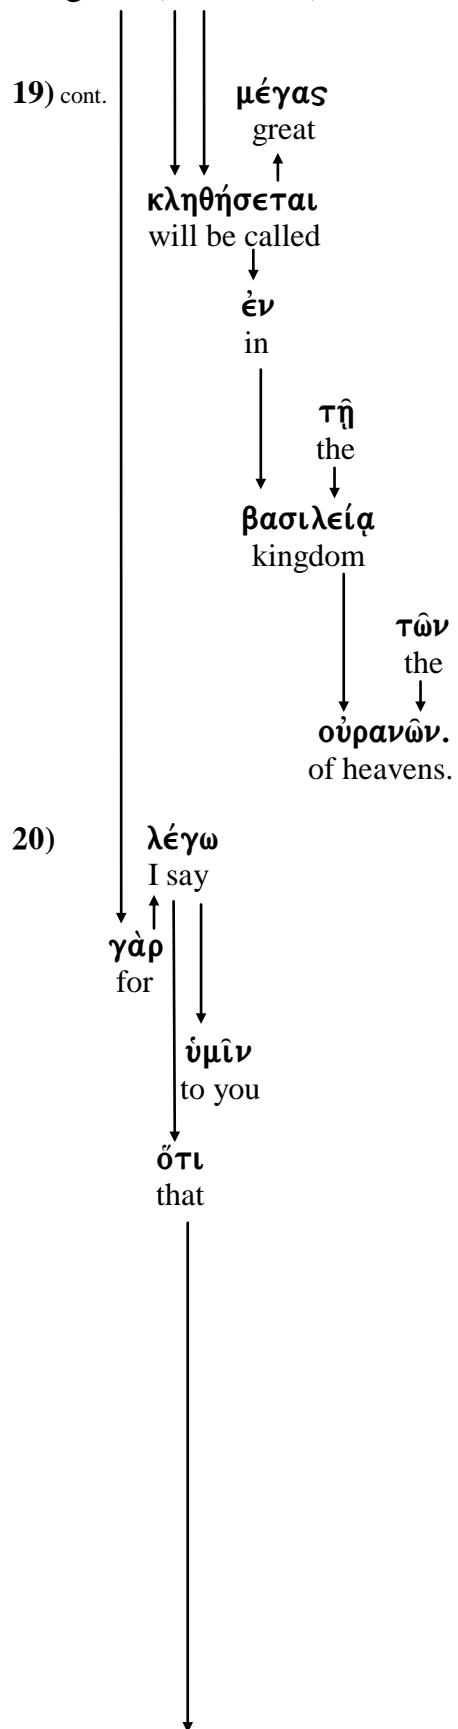 19) cont.
μέγας
great
κληθήσεται
will be called
ἐν
in
τῇ
the
βασιλείᾳ
kingdom
τῶν
the
οὐρανῶν.
of heavens.
20) λέγω
I say
γὰρ
for
ὑμῖν
to you
ὅτι
that